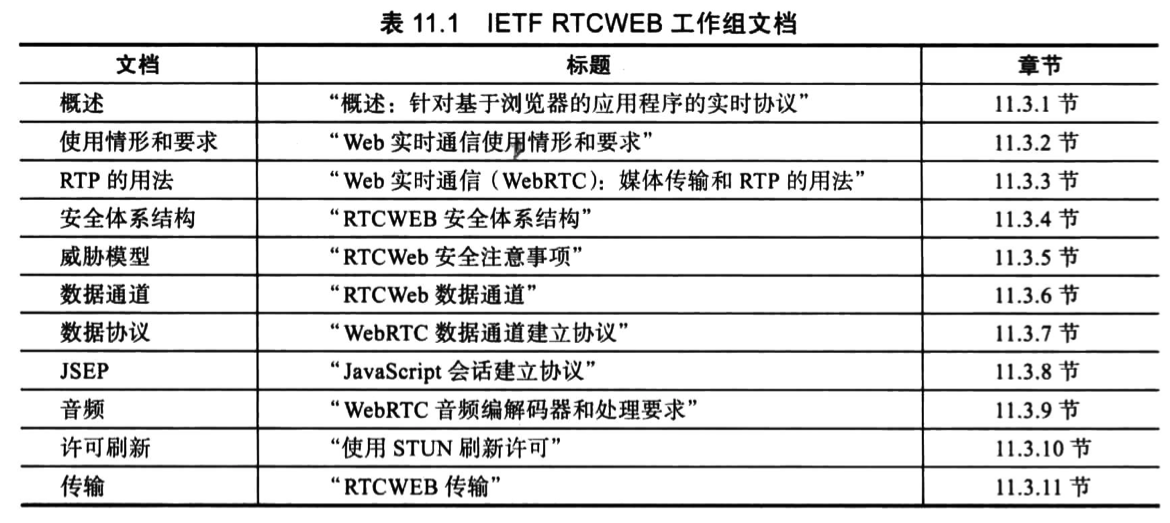 表 11.1 IETF RTCWEB 工作组文档
文档 标题 章节
概述 “概述：针对基于浏览器的应用程序的实时协议” 11.3.1 节
使用情形和要求 “Web 实时通信使用情形和要求” 11.3.2 节
RTP 的用法 “Web 实时通信（WebRTC）：媒体传输和 RTP 的用法” 11.3.3 节
安全体系结构 “RTCWEB 安全体系结构” 11.3.4 节
威胁模型 “RTCWeb 安全注意事项” 11.3.5 节
数据通道 “RTCWeb 数据通道” 11.3.6 节
数据协议 “WebRTC 数据通道建立协议” 11.3.7 节
JSEP “JavaScript 会话建立协议” 11.3.8 节
音频 “WebRTC 音频编解码器和处理要求” 11.3.9 节
许可刷新 “使用 STUN 刷新许可” 11.3.10 节
传输 “RTCWEB 传输” 11.3.11 节